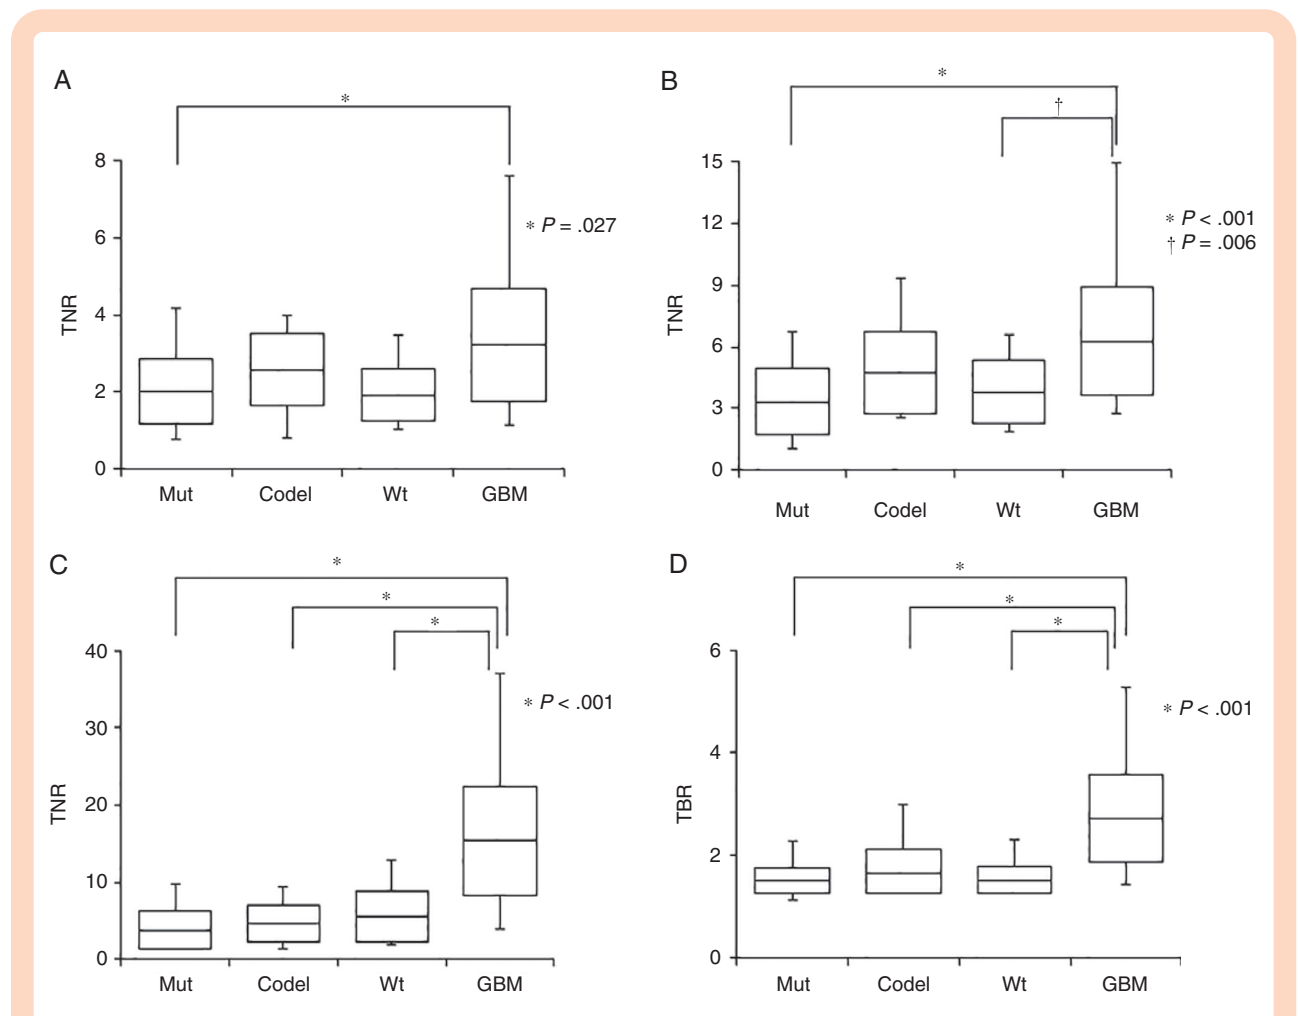 A
*
8
6
4
2
0
TNR
* P = .027
Mut Codel Wt GBM
B
*
†
15
12
9
6
3
0
TNR
* P < .001
† P = .006
Mut Codel Wt GBM
C
*
*
*
40
30
20
10
0
TNR
* P < .001
Mut Codel Wt GBM
D
*
*
*
6
4
2
0
TBR
* P < .001
Mut Codel Wt GBM